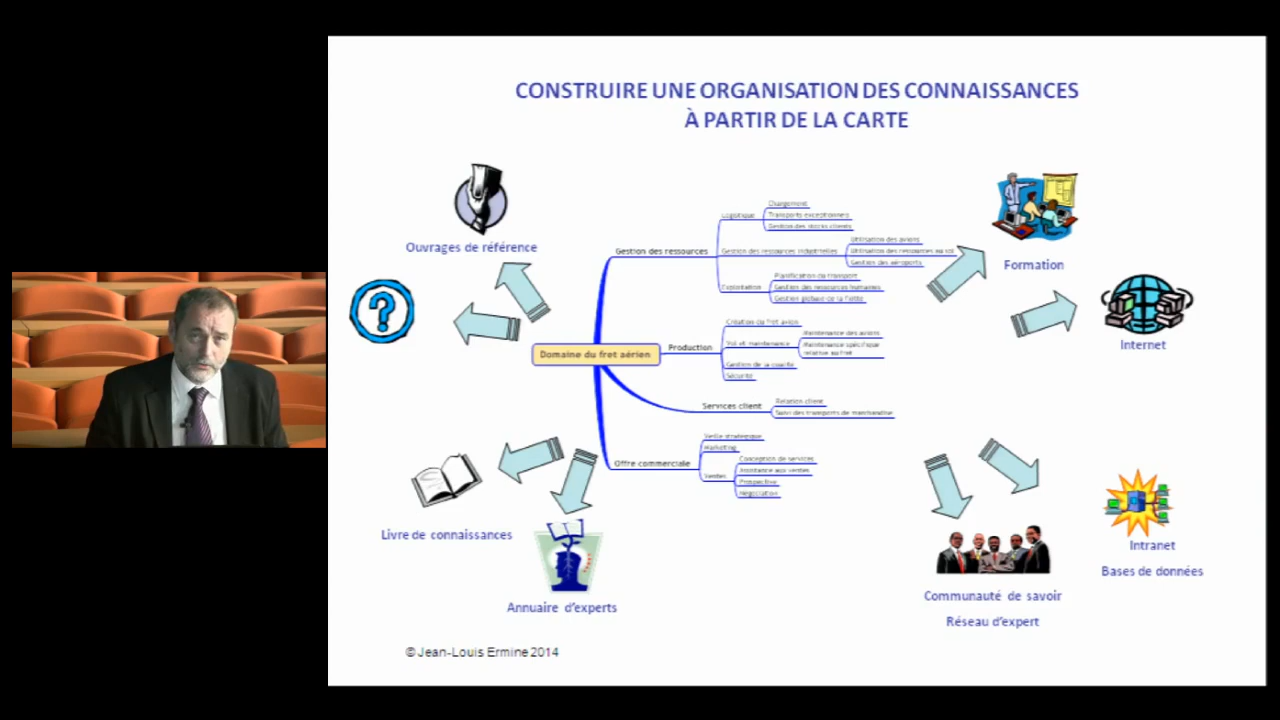 CONSTRUIRE UNE ORGANISATION DES CONNAISSANCES
À PARTIR DE LA CARTE
Ouvrages de référence
?
Livre de connaissances
Annuaire d'experts
Domaine du fret aérien
Gestion des ressources
Logistique
Chargement
Transports exceptionnels
Gestion des stocks clients
Gestion des ressources industrielles
Utilisation des avions
Utilisation des ressources au sol
Gestion des aéroports
Exploitation
Planification du transport
Gestion des ressources humaines
Gestion globale de la flotte
Production
Création du fret avion
Vol et maintenance
Maintenance des avions
Maintenance spécifique
relative au fret
Gestion de la qualité
Sécurité
Services client
Relation client
Suivi des transports de marchandise
Offre commerciale
Veille stratégique
Marketing
Ventes
Conception de services
Assistance aux ventes
Prospective
Négociation
Formation
Internet
Intranet
Bases de données
Communauté de savoir
Réseau d'expert
© Jean-Louis Ermine 2014